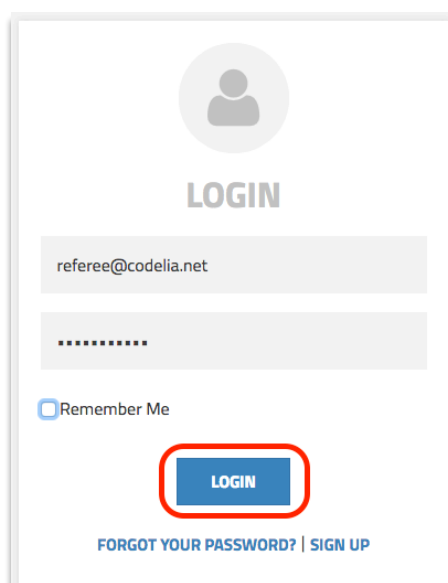 LOGIN
referee@codelia.net
•••••••••••
Remember Me
LOGIN
FORGOT YOUR PASSWORD? | SIGN UP